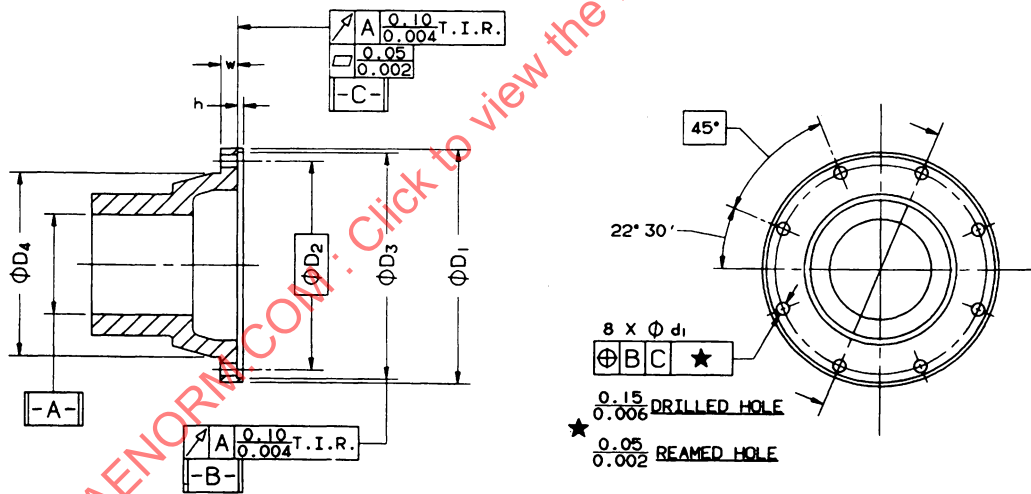 A 0.10 T.I.R.
0.004
0.05
0.002
-C-
w
h
ϕD4
ϕD2
ϕD3
ϕD1
-A-
A 0.10 T.I.R.
0.004
-B-
45°
22° 30′
8 X ϕ d1
⌖ B C ★
0.15 DRILLED HOLE
0.006
★
0.05 REAMED HOLE
0.002
AENORM.COM : Click to view the